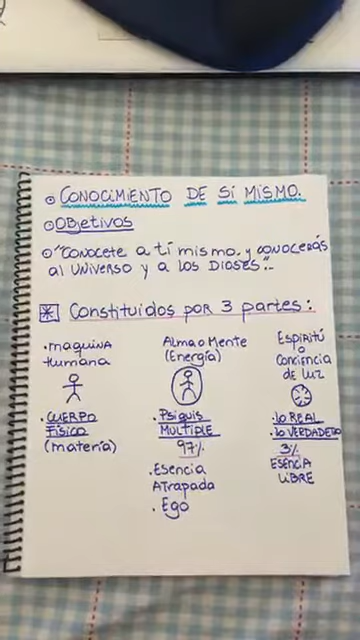 CONOCIMIENTO DE SÍ MISMO.
Objetivos
"CONOCETE a tí mismo. y CONOCERÁS
al UNIVERSO y a LOS DIOSES"..
Constituidos por 3 partes:
.MAQUINA
Humana
.CUERPO
Físico
(materia)
Alma o Mente
(Energía)
.Psiquis
MULTIPLE
97%
.Esencia
ATrapada
.Ego
Espiritú
o
Conciencia
de luz
.lo REAL
.lo VERDADERO
3%
ESENCIA
LIBRE